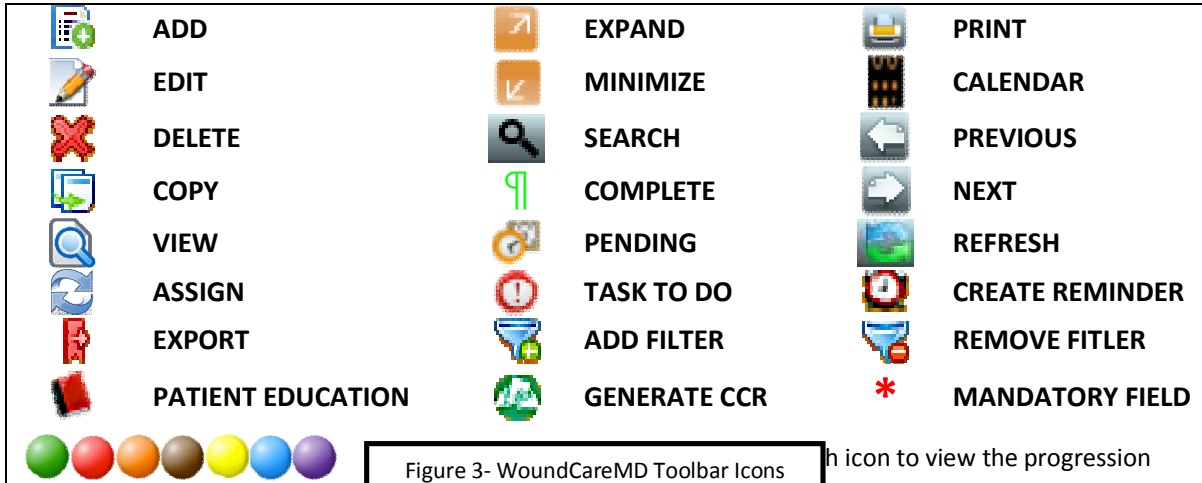 ADD EXPAND PRINT
EDIT MINIMIZE CALENDAR
DELETE SEARCH PREVIOUS
COPY ¶ COMPLETE NEXT
VIEW PENDING REFRESH
ASSIGN TASK TO DO CREATE REMINDER
EXPORT ADD FILTER REMOVE FITLER
PATIENT EDUCATION GENERATE CCR * MANDATORY FIELD
h icon to view the progression
Figure 3- WoundCareMD Toolbar Icons